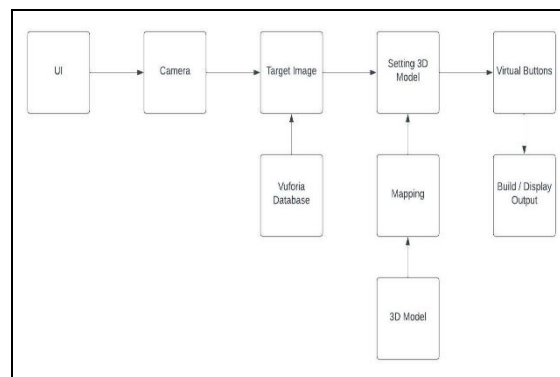 UI
Camera
Target Image
Setting 3D
Model
Virtual Buttons
Vuforia
Database
Mapping
Build / Display
Output
3D Model